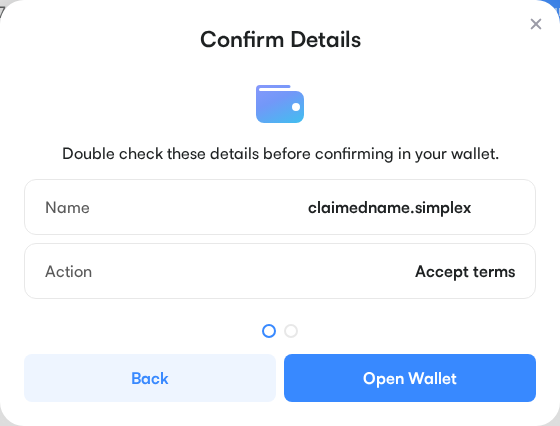 Confirm Details
Double check these details before confirming in your wallet.
Name claimedname.simplex
Action Accept terms
Back Open Wallet